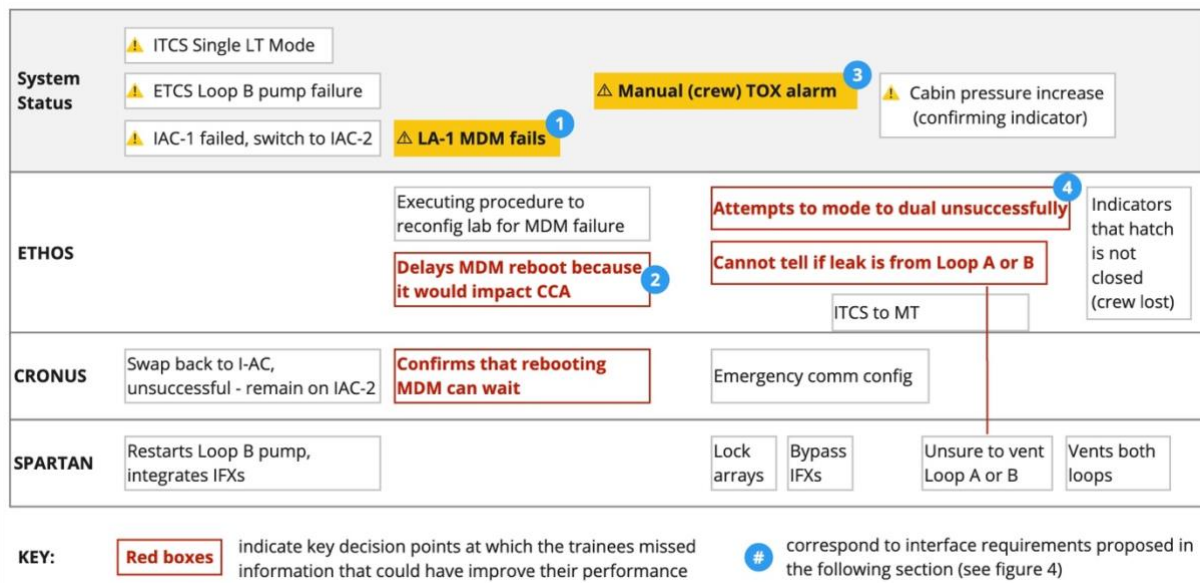 System
Status
ITCS Single LT Mode
ETCS Loop B pump failure
IAC-1 failed, switch to IAC-2
LA-1 MDM fails
1
Manual (crew) TOX alarm
3
Cabin pressure increase
(confirming indicator)
ETHOS
Executing procedure to
reconfig lab for MDM failure
Delays MDM reboot because
it would impact CCA
2
Attempts to mode to dual unsuccessfully
4
Cannot tell if leak is from Loop A or B
ITCS to MT
Indicators
that hatch
is not
closed
(crew lost)
CRONUS
Swap back to I-AC,
unsuccessful - remain on IAC-2
Confirms that rebooting
MDM can wait
Emergency comm config
SPARTAN
Restarts Loop B pump,
integrates IFXs
Lock
arrays
Bypass
IFXs
Unsure to vent
Loop A or B
Vents both
loops
KEY:
Red boxes
indicate key decision points at which the trainees missed
information that could have improve their performance
#
correspond to interface requirements proposed in
the following section (see figure 4)